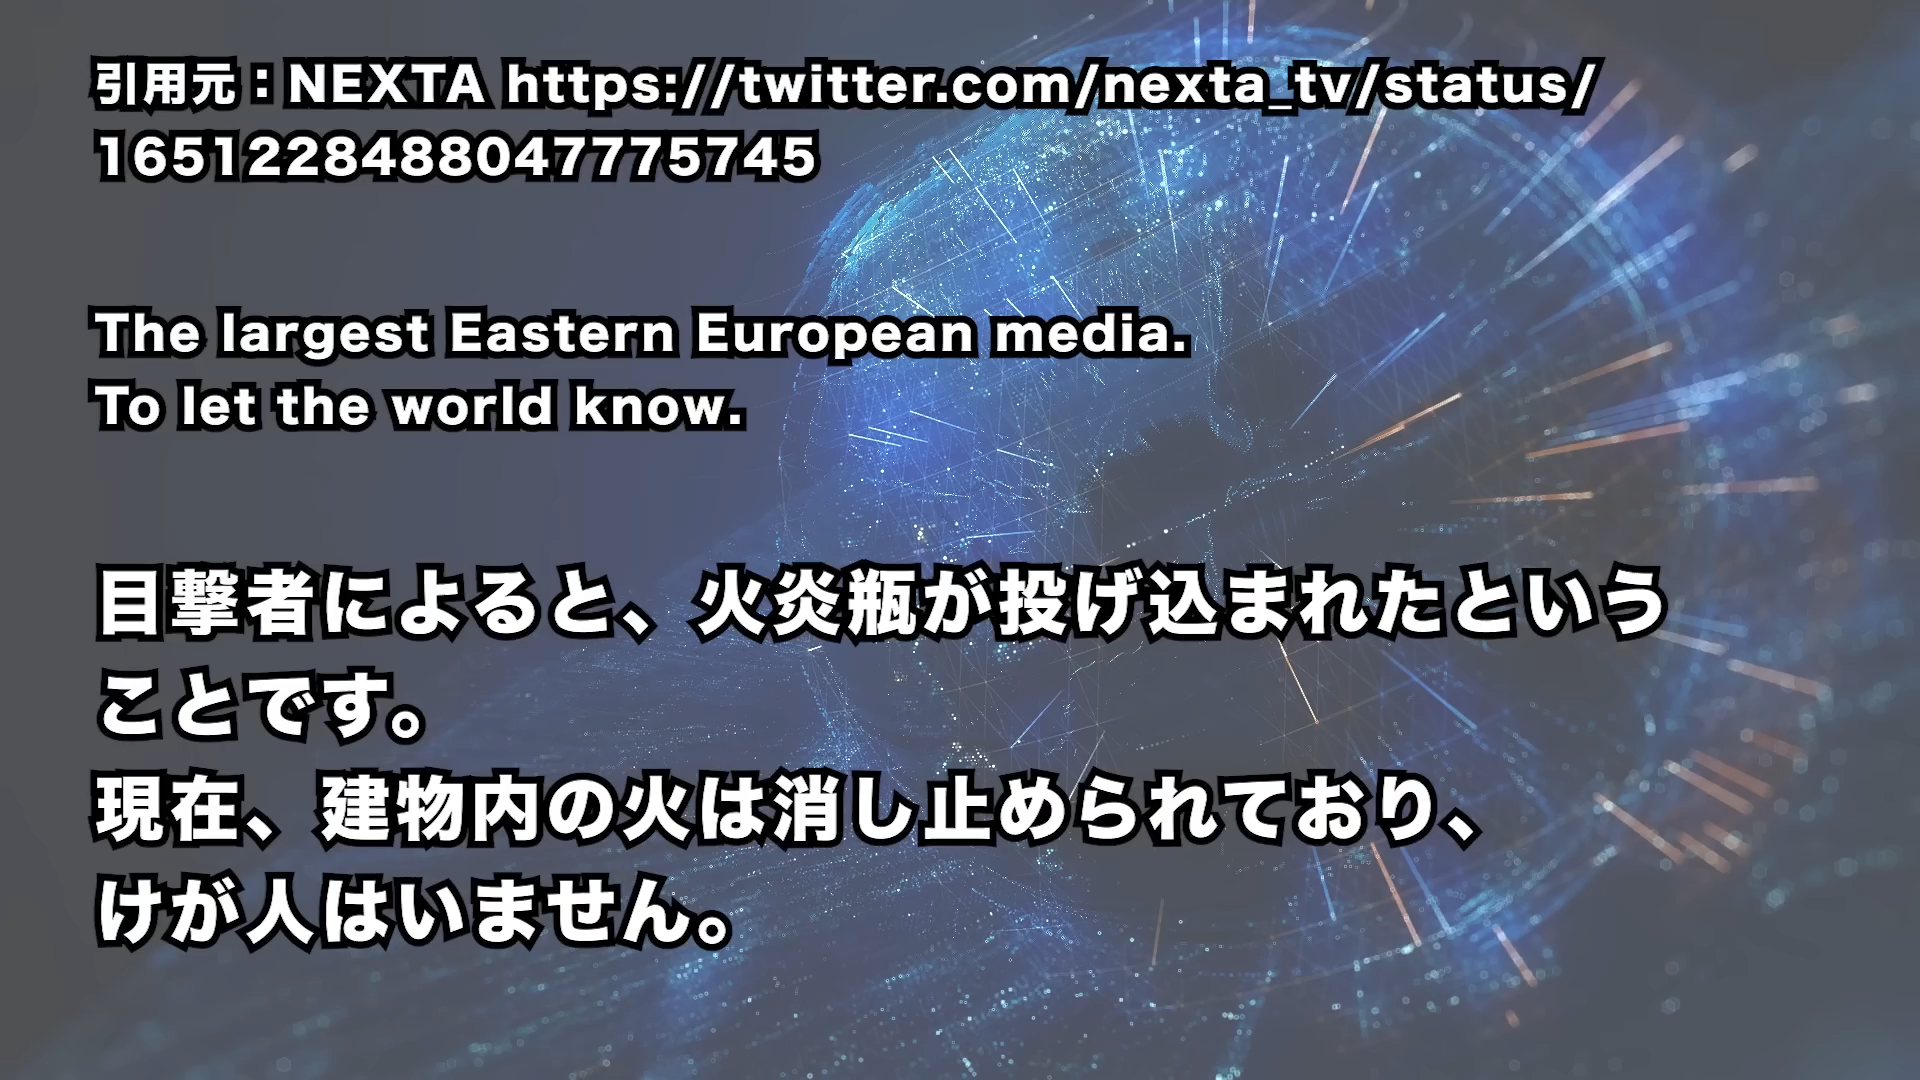 引用元：NEXTA https://twitter.com/nexta_tv/status/
1651228488047775745
The largest Eastern European media.
To let the world know.
目撃者によると、火炎瓶が投げ込まれたという
ことです。
現在、建物内の火は消し止められており、
けが人はいません。